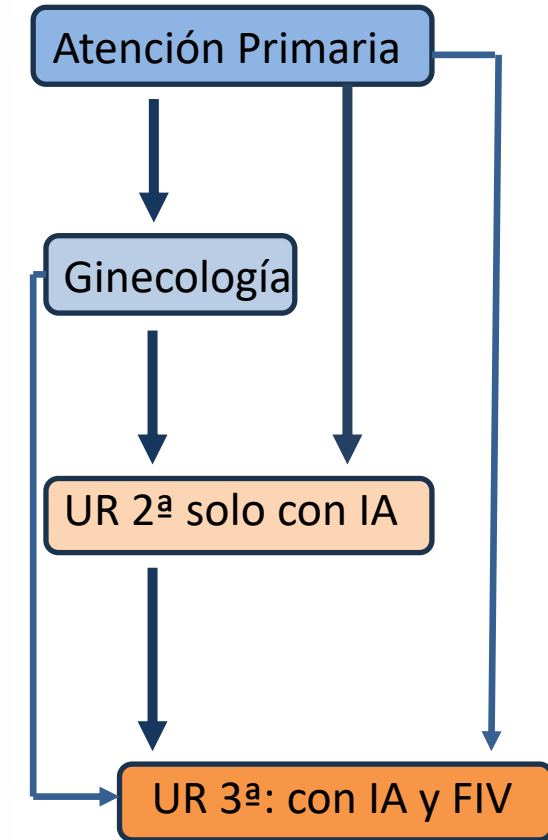 Atención Primaria
Ginecología
UR 2ª solo con IA
UR 3ª: con IA y FIV